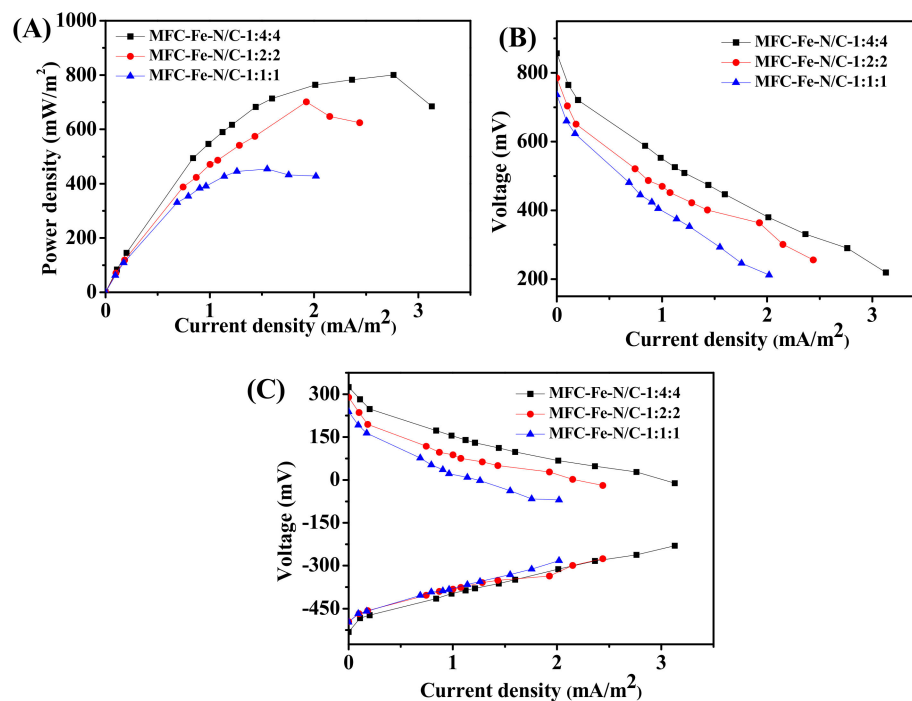 (A)
1000
800
600
400
200
0
Power density (mW/m²)
MFC-Fe-N/C-1:4:4
MFC-Fe-N/C-1:2:2
MFC-Fe-N/C-1:1:1
0 1 2 3
Current density (mA/m²)
(B)
800
600
400
200
Voltage (mV)
MFC-Fe-N/C-1:4:4
MFC-Fe-N/C-1:2:2
MFC-Fe-N/C-1:1:1
0 1 2 3
Current density (mA/m²)
(C)
300
150
0
-150
-300
-450
Voltage (mV)
MFC-Fe-N/C-1:4:4
MFC-Fe-N/C-1:2:2
MFC-Fe-N/C-1:1:1
0 1 2 3
Current density (mA/m²)